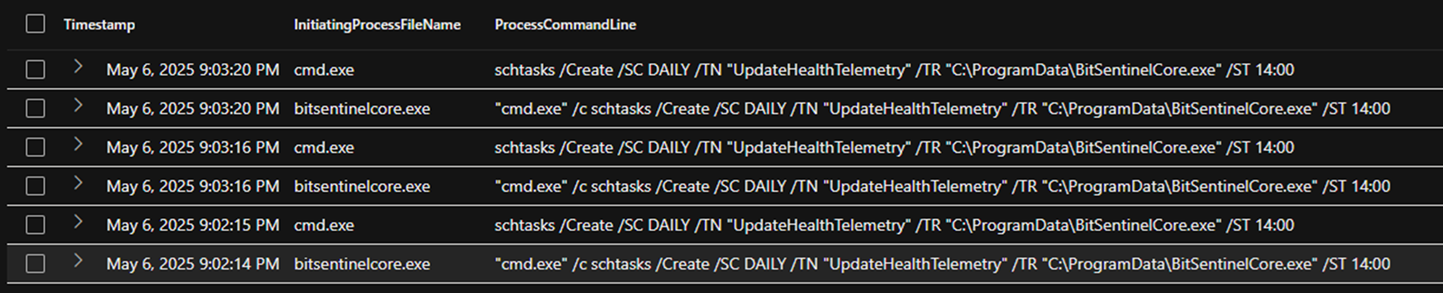 Timestamp InitiatingProcessFileName ProcessCommandLine
May 6, 2025 9:03:20 PM cmd.exe schtasks /Create /SC DAILY /TN "UpdateHealthTelemetry" /TR "C:\ProgramData\BitSentinelCore.exe" /ST 14:00
May 6, 2025 9:03:20 PM bitsentinelcore.exe "cmd.exe" /c schtasks /Create /SC DAILY /TN "UpdateHealthTelemetry" /TR "C:\ProgramData\BitSentinelCore.exe" /ST 14:00
May 6, 2025 9:03:16 PM cmd.exe schtasks /Create /SC DAILY /TN "UpdateHealthTelemetry" /TR "C:\ProgramData\BitSentinelCore.exe" /ST 14:00
May 6, 2025 9:03:16 PM bitsentinelcore.exe "cmd.exe" /c schtasks /Create /SC DAILY /TN "UpdateHealthTelemetry" /TR "C:\ProgramData\BitSentinelCore.exe" /ST 14:00
May 6, 2025 9:02:15 PM cmd.exe schtasks /Create /SC DAILY /TN "UpdateHealthTelemetry" /TR "C:\ProgramData\BitSentinelCore.exe" /ST 14:00
May 6, 2025 9:02:14 PM bitsentinelcore.exe "cmd.exe" /c schtasks /Create /SC DAILY /TN "UpdateHealthTelemetry" /TR "C:\ProgramData\BitSentinelCore.exe" /ST 14:00